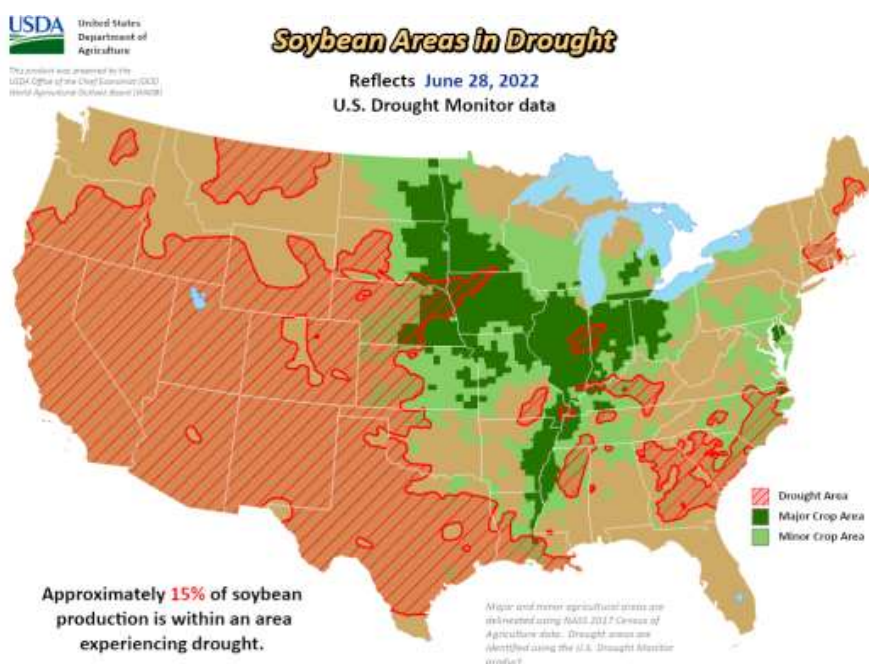 USDA
United States
Department of
Agriculture
This product was prepared by the
USDA Office of the Chief Economist (OCE)
World Agricultural Outlook Board (WAOB)
Soybean Areas in Drought
Reflects June 28, 2022
U.S. Drought Monitor data
Drought Area
Major Crop Area
Minor Crop Area
Approximately 15% of soybean
production is within an area
experiencing drought.
Major and minor agricultural areas are
delineated using NASS 2017 Census of
Agriculture data. Drought areas are
identified using the U.S. Drought Monitor
product.